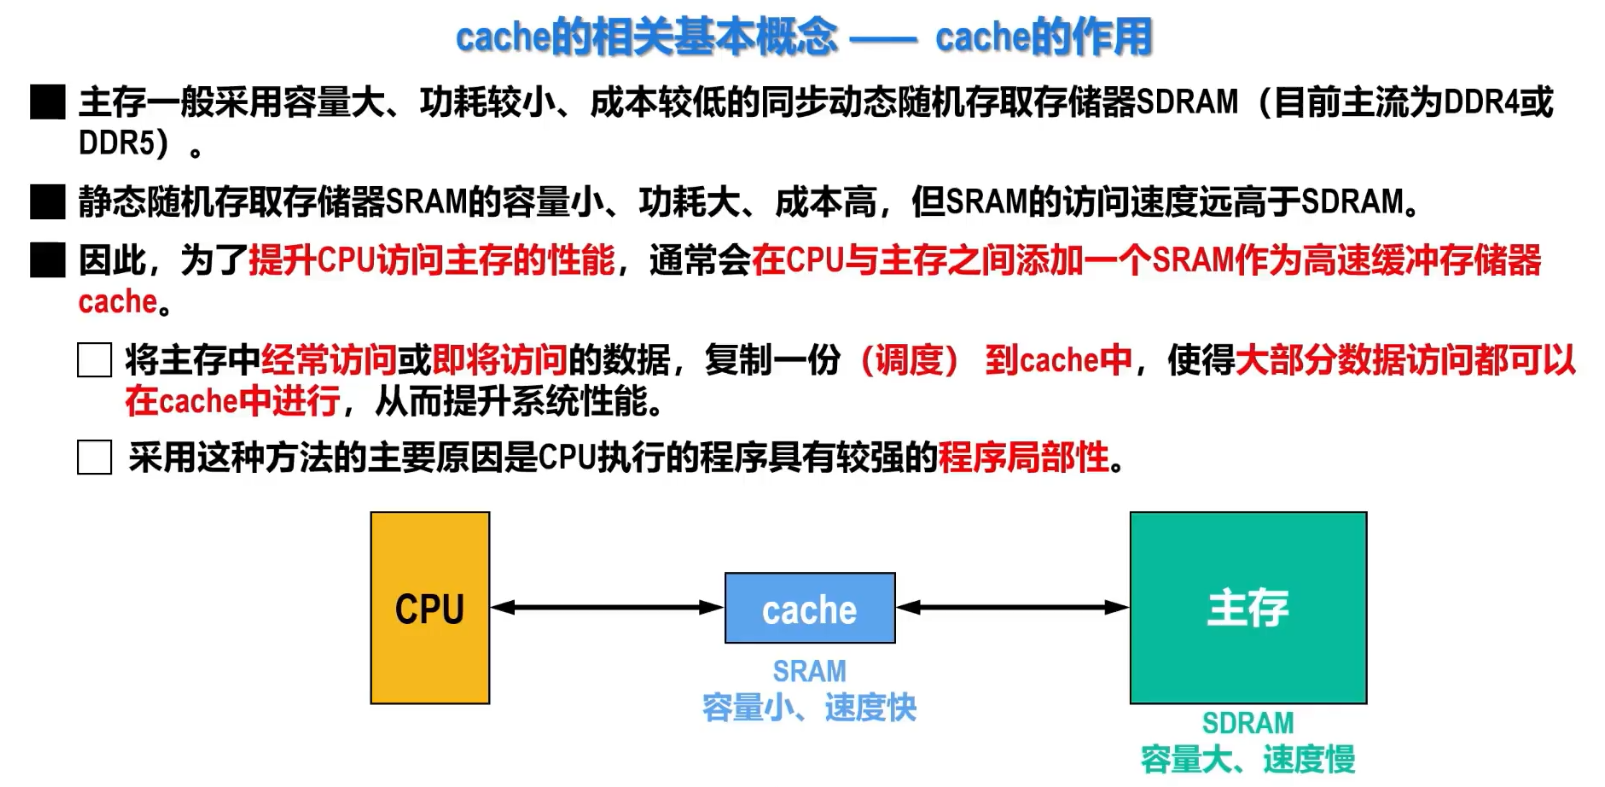 cache的相关基本概念 —— cache的作用
主存一般采用容量大、功耗较小、成本较低的同步动态随机存取存储器SDRAM（目前主流为DDR4或
DDR5）。
静态随机存取存储器SRAM的容量小、功耗大、成本高，但SRAM的访问速度远高于SDRAM。
因此，为了提升CPU访问主存的性能，通常会在CPU与主存之间添加一个SRAM作为高速缓冲存储器
cache。
将主存中经常访问或即将访问的数据，复制一份（调度） 到cache中，使得大部分数据访问都可以
在cache中进行，从而提升系统性能。
采用这种方法的主要原因是CPU执行的程序具有较强的程序局部性。
CPU
cache
主存
SRAM
容量小、速度快
SDRAM
容量大、速度慢